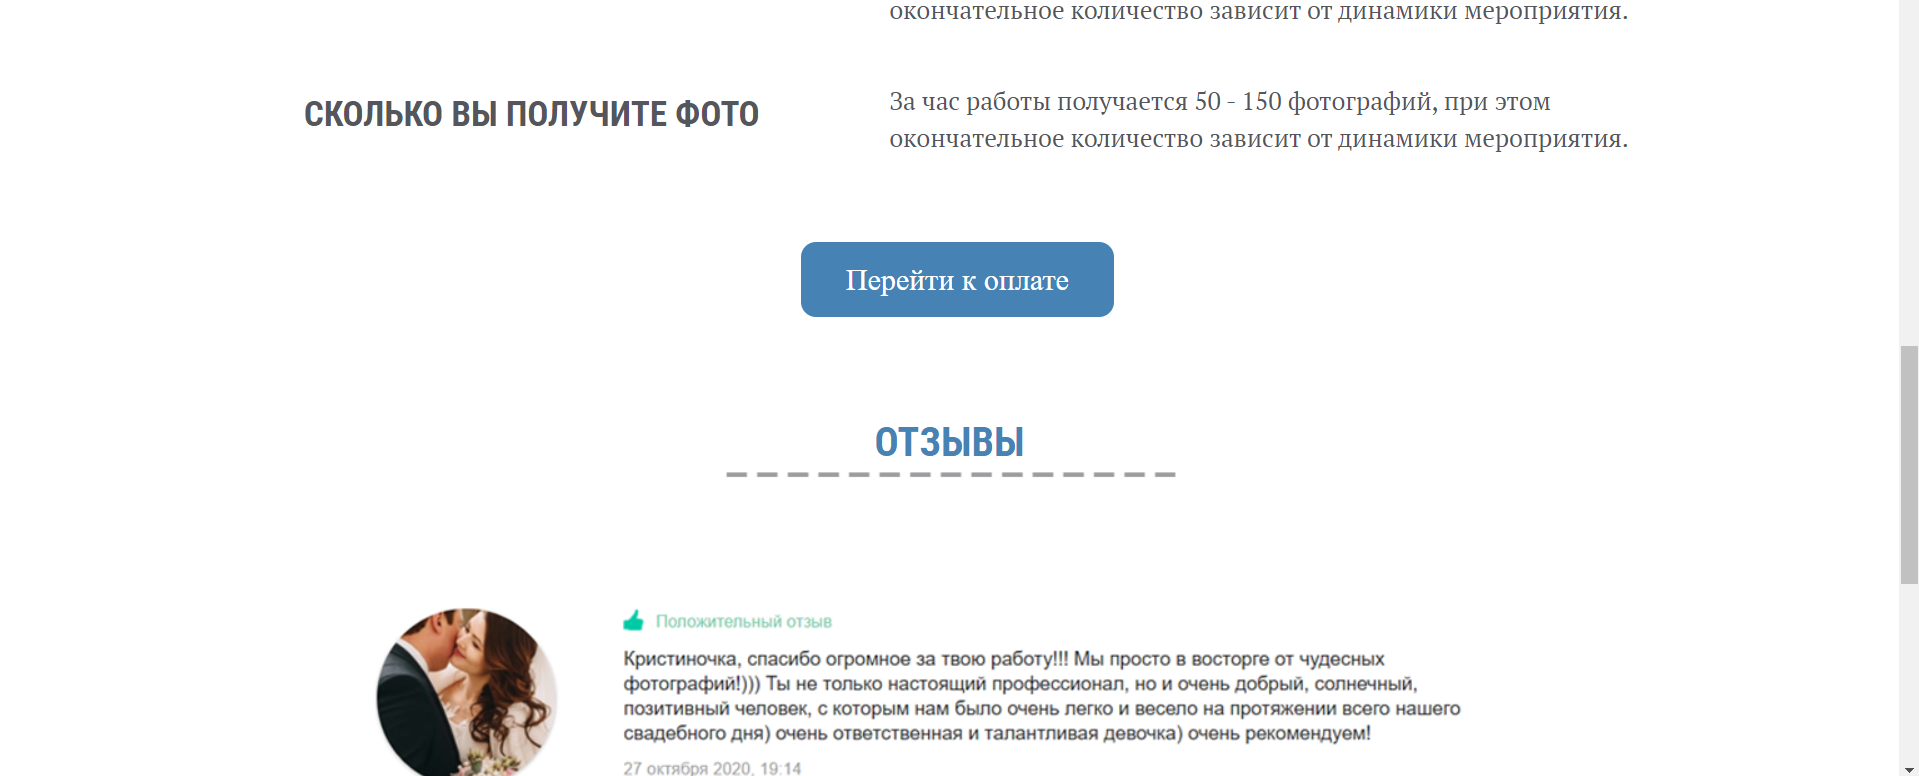 окончательное количество зависит от динамики мероприятия.
СКОЛЬКО ВЫ ПОЛУЧИТЕ ФОТО
За час работы получается 50 - 150 фотографий, при этом
окончательное количество зависит от динамики мероприятия.
Перейти к оплате
ОТЗЫВЫ
Положительный отзыв
Кристиночка, спасибо огромное за твою работу!!! Мы просто в восторге от чудесных
фотографий!))) Ты не только настоящий профессионал, но и очень добрый, солнечный,
позитивный человек, с которым нам было очень легко и весело на протяжении всего нашего
свадебного дня) очень ответственная и талантливая девочка) очень рекомендуем!
27 октября 2020, 19:14